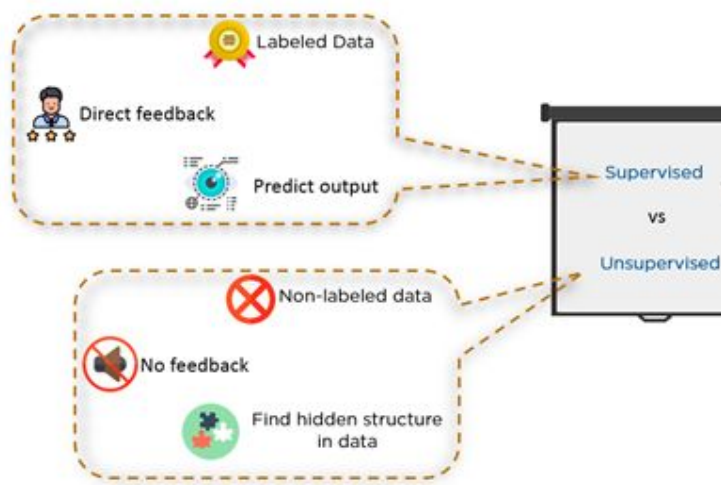 Labeled Data
Direct feedback
Predict output
Supervised
vs
Unsupervised
Non-labeled data
No feedback
Find hidden structure
in data